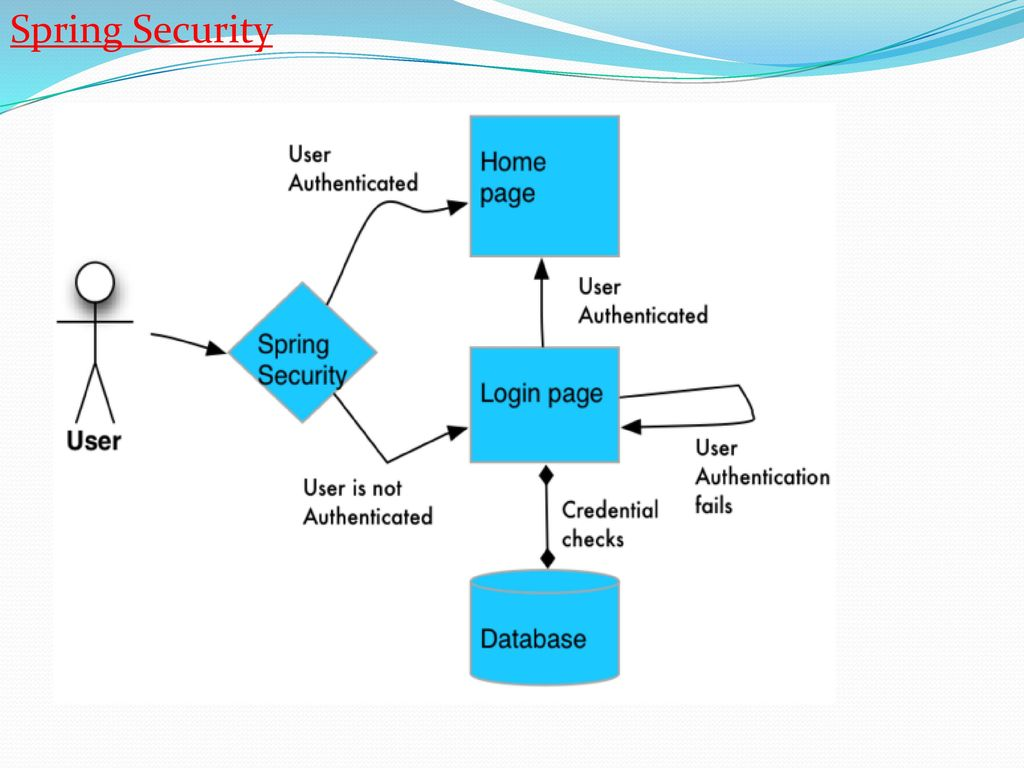 Spring Security
User
Authenticated
Home
page
User
Authenticated
Spring
Security
Login page
User
User
Authentication
fails
User is not
Authenticated
Credential
checks
Database